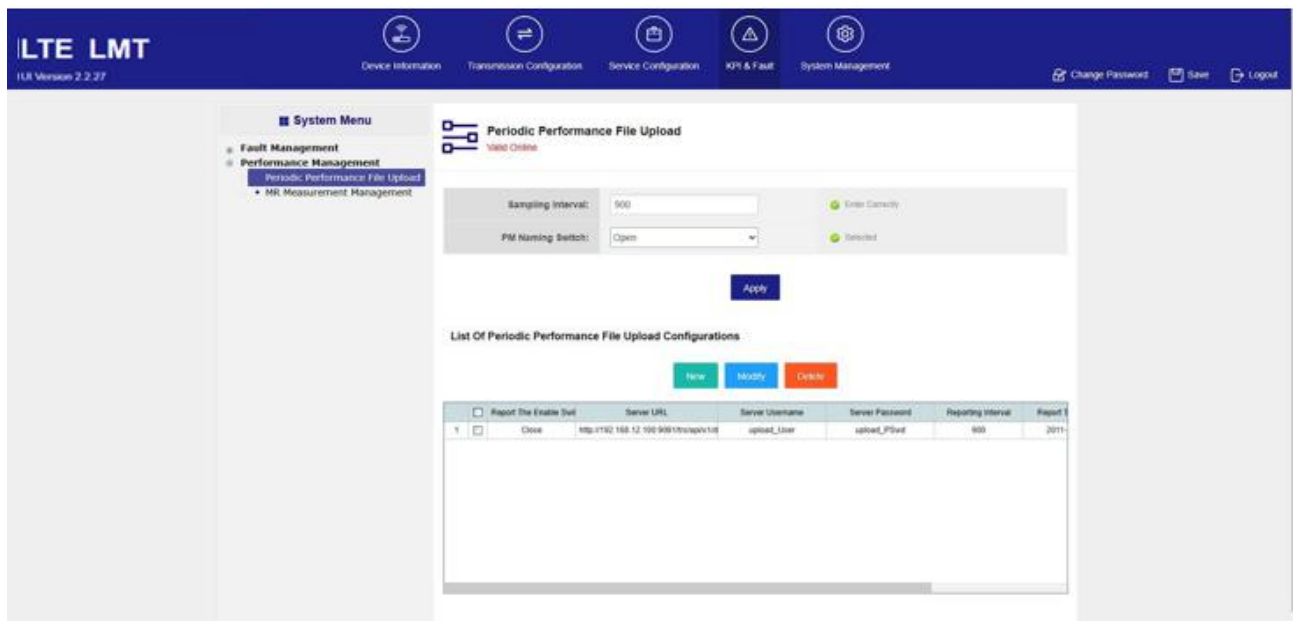 LTE LMT
Device Information
Transmission Configuration
Service Configuration
KPI & Fault
System Management
Version 2.2.27
Change Password
Save
Logout
System Menu
Fault Management
Performance Management
Periodic Performance File Upload
MR Measurement Management
Periodic Performance File Upload
Valid Online
Sampling Interval: 900 Enter Correctly
PM Naming Switch: Open Selected
Apply
List Of Periodic Performance File Upload Configurations
New Modify Delete
Report The Enable Swit Server URL Server Username Server Password Reporting Interval Report
1 Close upload_User upload_PSwd 900 2011-